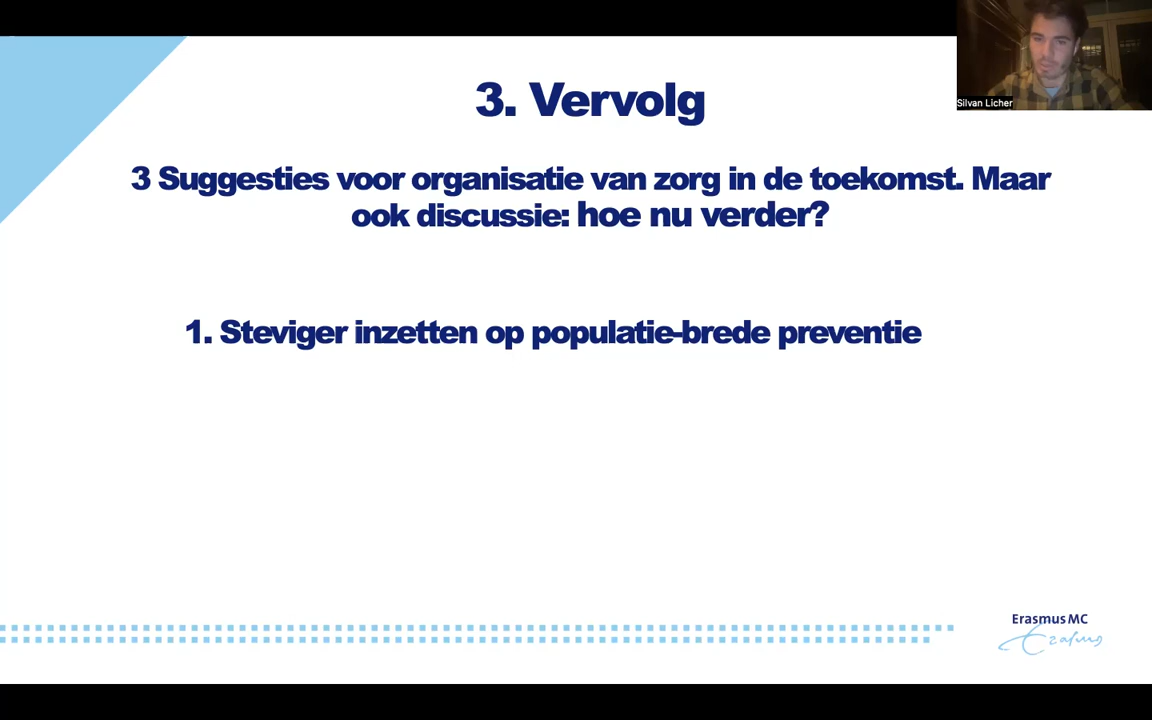 Silvan Licher
3. Vervolg
3 Suggesties voor organisatie van zorg in de toekomst. Maar
ook discussie: hoe nu verder?
1. Steviger inzetten op populatie-brede preventie
Erasmus MC
Erasmus